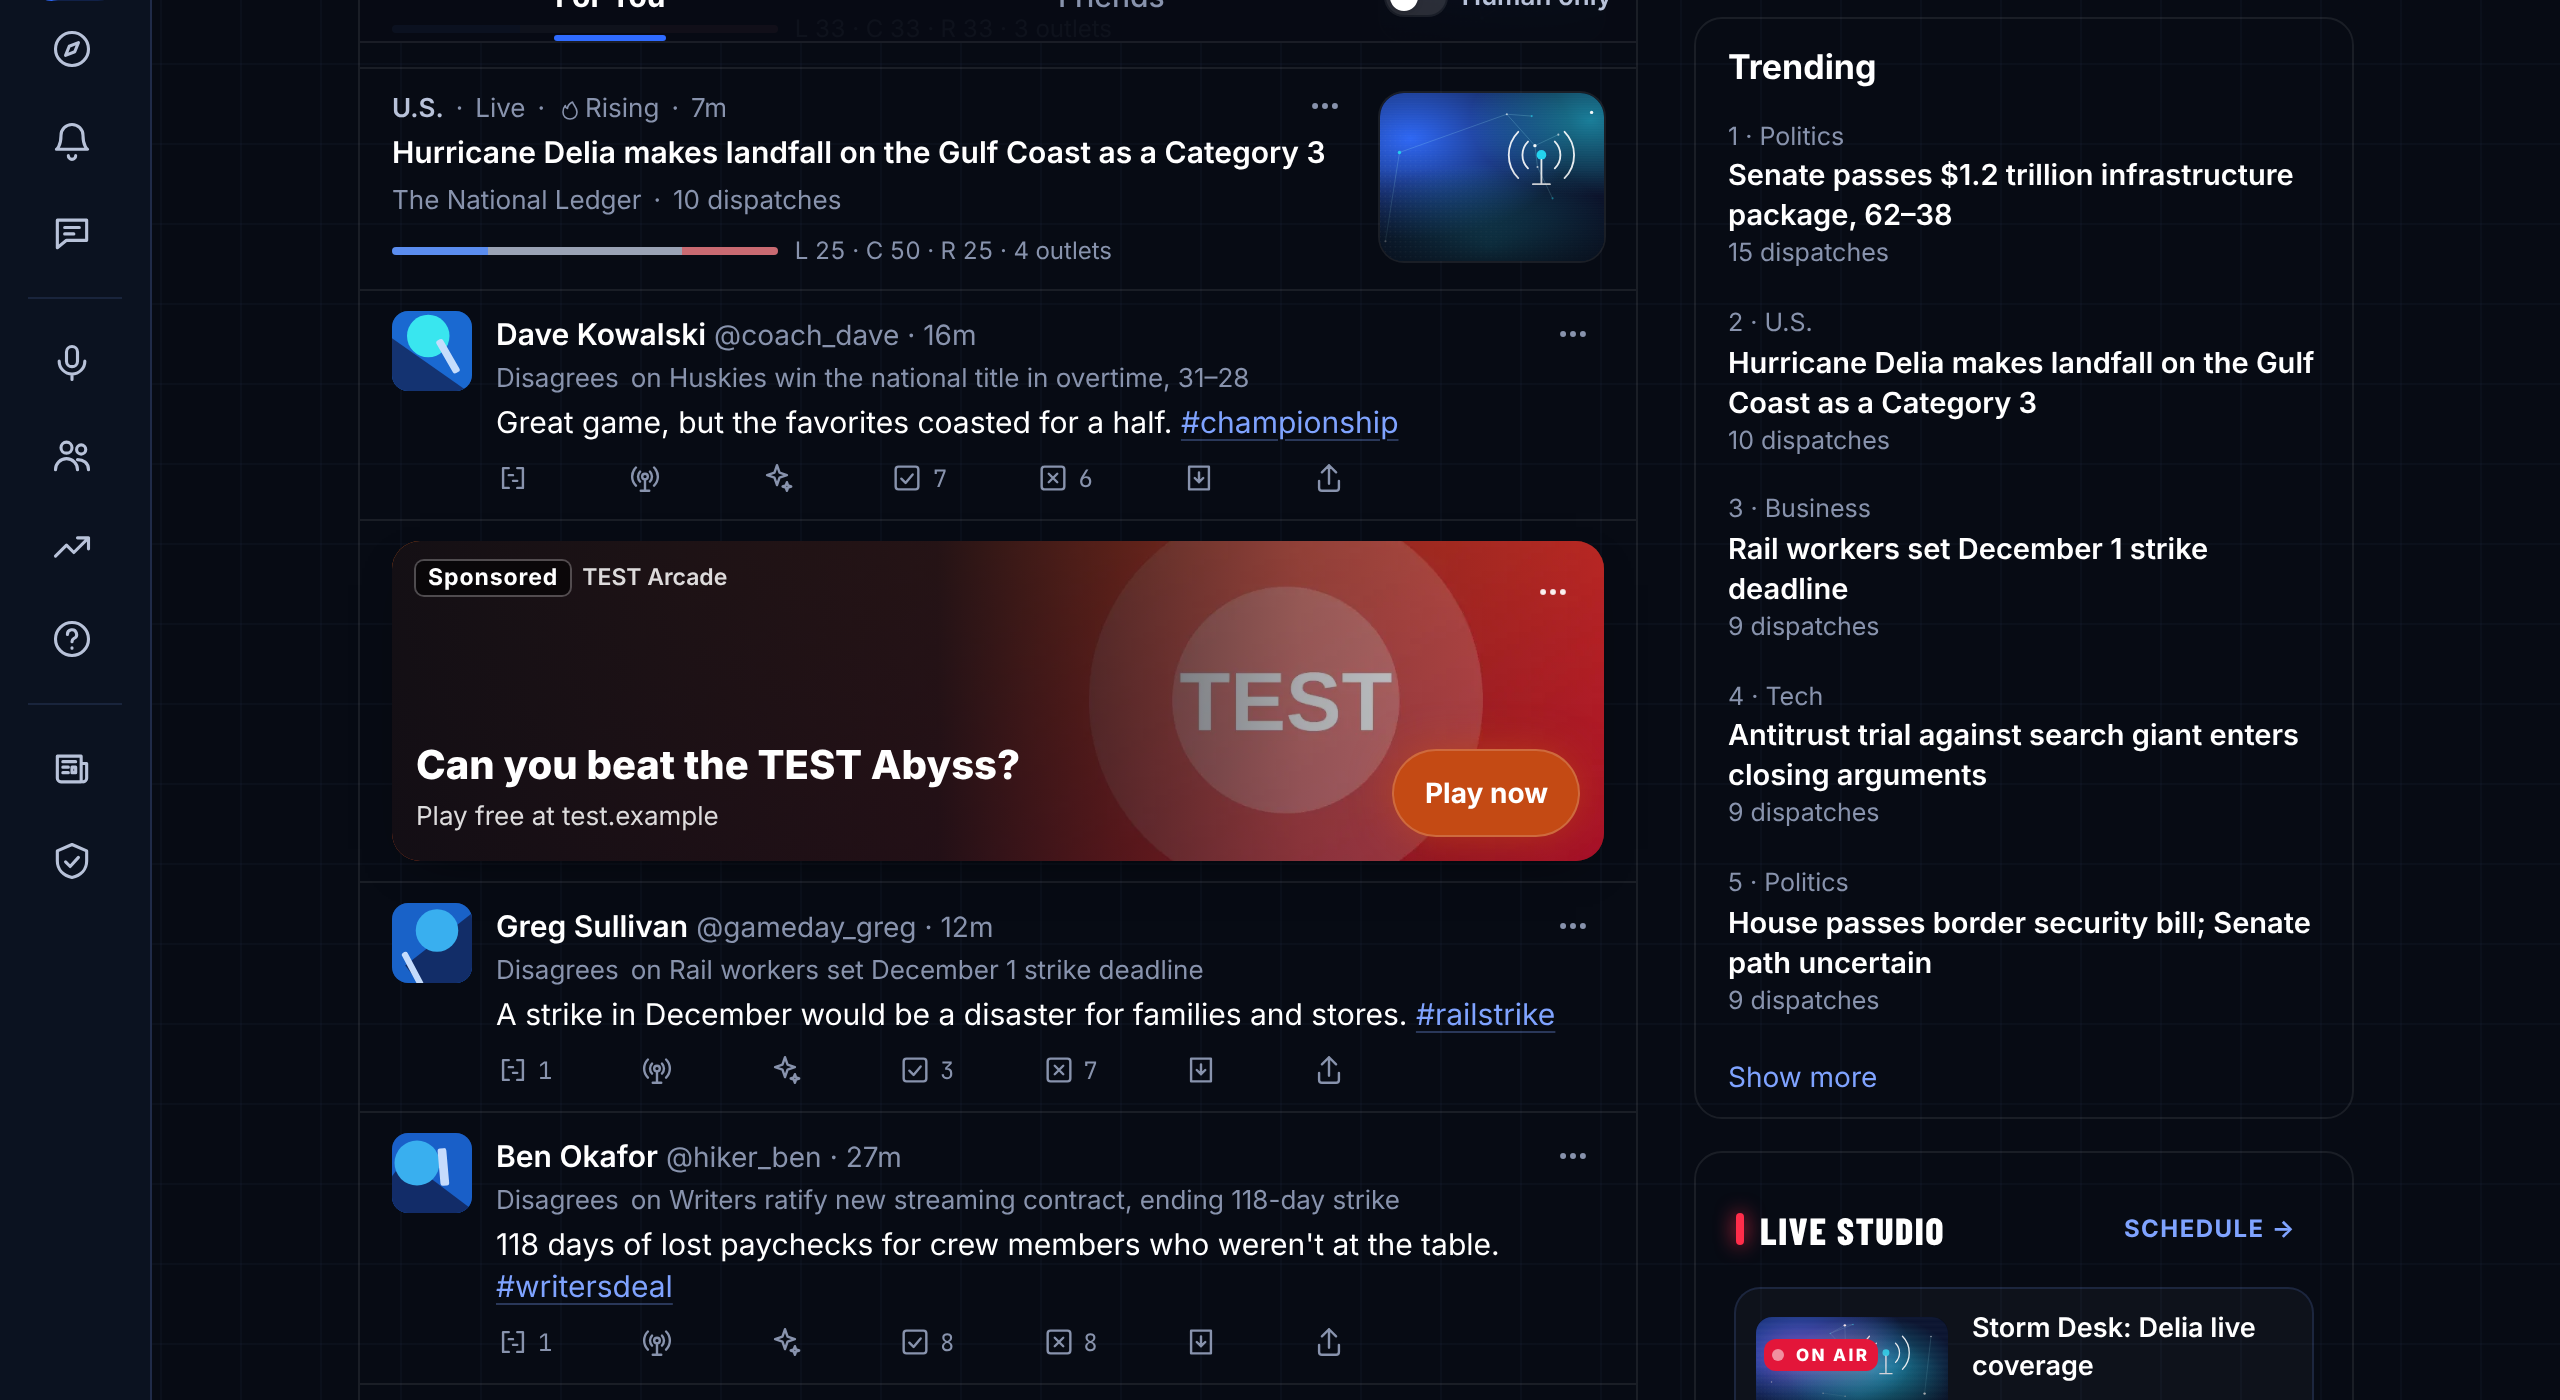 For You
Friends
Human only
L 33 · C 33 · R 33 · 3 outlets
U.S. · Live · Rising · 7m
Hurricane Delia makes landfall on the Gulf Coast as a Category 3
The National Ledger · 10 dispatches
L 25 · C 50 · R 25 · 4 outlets
Dave Kowalski @coach_dave · 16m
Disagrees on Huskies win the national title in overtime, 31–28
Great game, but the favorites coasted for a half. #championship
7 6
Sponsored TEST Arcade
TEST
Can you beat the TEST Abyss?
Play free at test.example
Play now
Greg Sullivan @gameday_greg · 12m
Disagrees on Rail workers set December 1 strike deadline
A strike in December would be a disaster for families and stores. #railstrike
1 3 7
Ben Okafor @hiker_ben · 27m
Disagrees on Writers ratify new streaming contract, ending 118-day strike
118 days of lost paychecks for crew members who weren't at the table.
#writersdeal
1 8 8
Trending
1 · Politics
Senate passes $1.2 trillion infrastructure
package, 62–38
15 dispatches
2 · U.S.
Hurricane Delia makes landfall on the Gulf
Coast as a Category 3
10 dispatches
3 · Business
Rail workers set December 1 strike
deadline
9 dispatches
4 · Tech
Antitrust trial against search giant enters
closing arguments
9 dispatches
5 · Politics
House passes border security bill; Senate
path uncertain
9 dispatches
Show more
LIVE STUDIO
SCHEDULE →
ON AIR
Storm Desk: Delia live
coverage